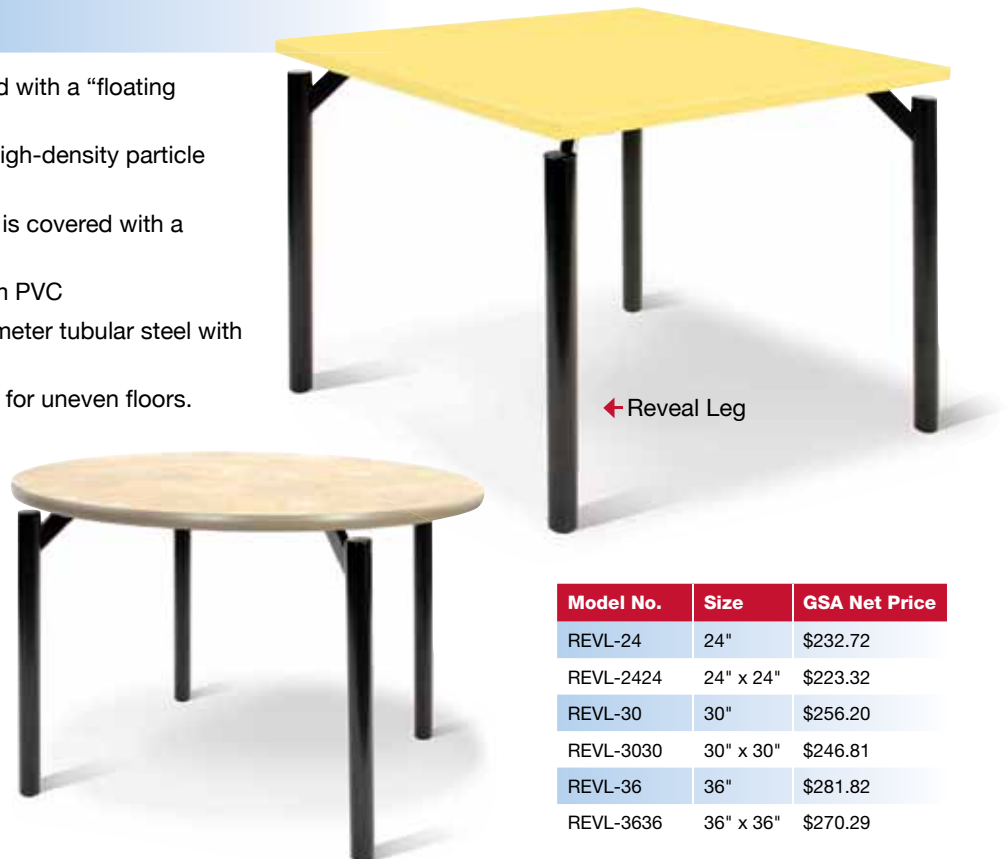 d with a “floating
igh-density particle
is covered with a
n PVC
meter tubular steel with
for uneven floors.
Reveal Leg
Model No. Size GSA Net Price
REVL-24 24" $232.72
REVL-2424 24" x 24" $223.32
REVL-30 30" $256.20
REVL-3030 30" x 30" $246.81
REVL-36 36" $281.82
REVL-3636 36" x 36" $270.29